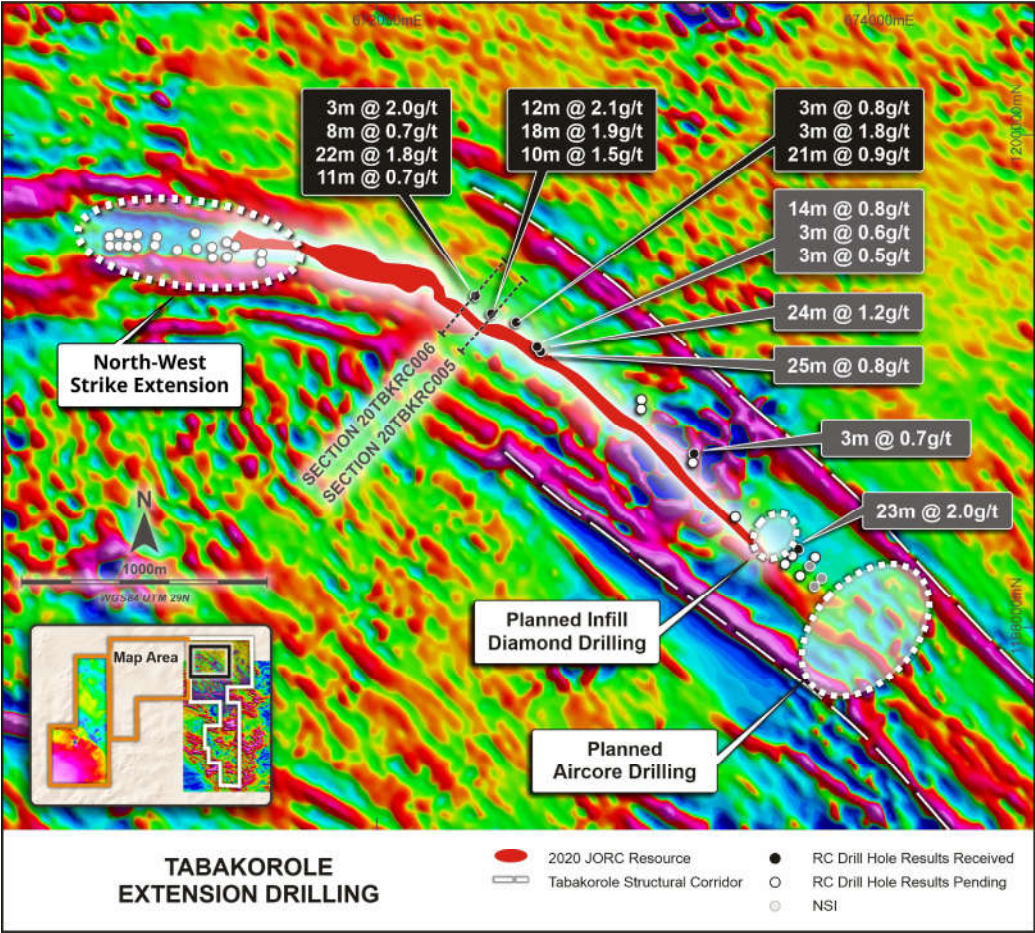 672000mE
674000mE
1200000mN
3m @ 2.0g/t
8m @ 0.7g/t
22m @ 1.8g/t
11m @ 0.7g/t
12m @ 2.1g/t
18m @ 1.9g/t
10m @ 1.5g/t
3m @ 0.8g/t
3m @ 1.8g/t
21m @ 0.9g/t
14m @ 0.8g/t
3m @ 0.6g/t
3m @ 0.5g/t
24m @ 1.2g/t
25m @ 0.8g/t
3m @ 0.7g/t
23m @ 2.0g/t
North-West
Strike Extension
SECTION 20TBKRC006
SECTION 20TBKRC005
N
1000m
WGS84 UTM 29N
Map Area
Planned Infill
Diamond Drilling
Planned
Aircore Drilling
TABAKOROLE
EXTENSION DRILLING
2020 JORC Resource
Tabakorole Structural Corridor
RC Drill Hole Results Received
RC Drill Hole Results Pending
NSI